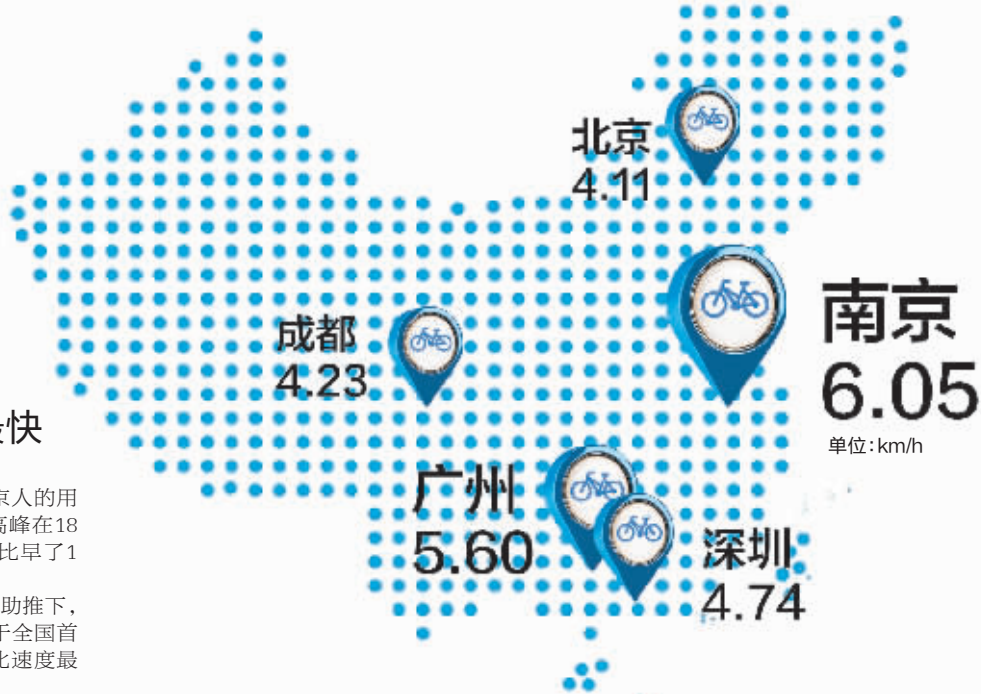 北京
4.11
南京
6.05
单位:km/h
成都
4.23
广州
5.60
深圳
4.74
快
京人的用
高峰在18
比早了1
助推下,
于全国首
比速度最